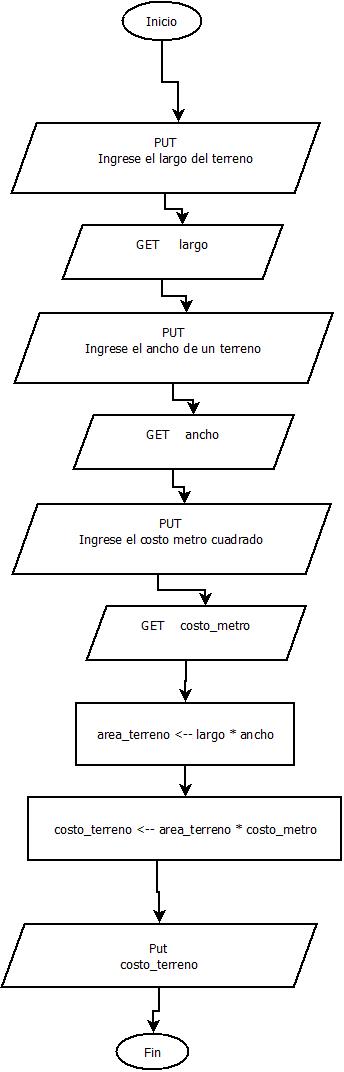 Inicio
PUT
Ingrese el largo del terreno
GET largo
PUT
Ingrese el ancho de un terreno
GET ancho
PUT
Ingrese el costo metro cuadrado
GET costo_metro
area_terreno <-- largo * ancho
costo_terreno <-- area_terreno * costo_metro
Put
costo_terreno
Fin